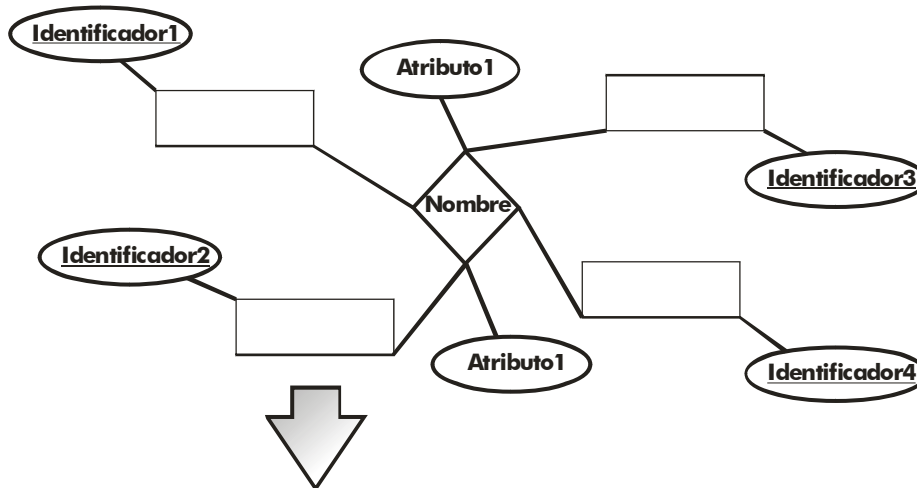 Identificador1
Atributo1
Identificador3
Nombre
Identificador2
Atributo1
Identificador4